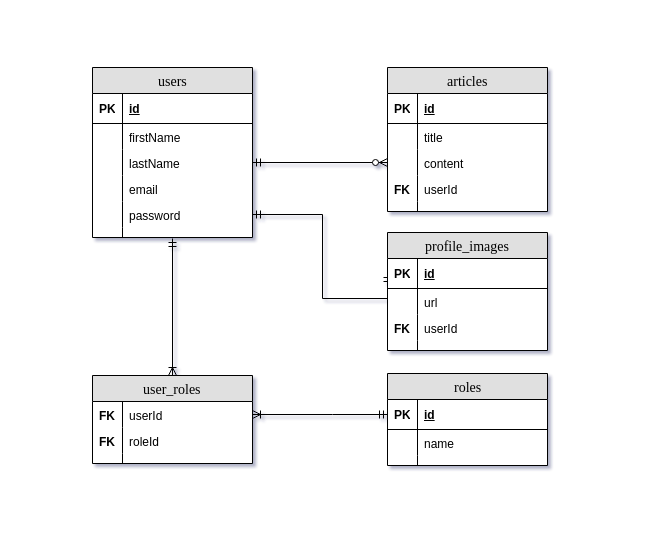 users
PK id
firstName
lastName
email
password
articles
PK id
title
content
FK userId
profile_images
PK id
url
FK userId
user_roles
FK userId
FK roleId
roles
PK id
name